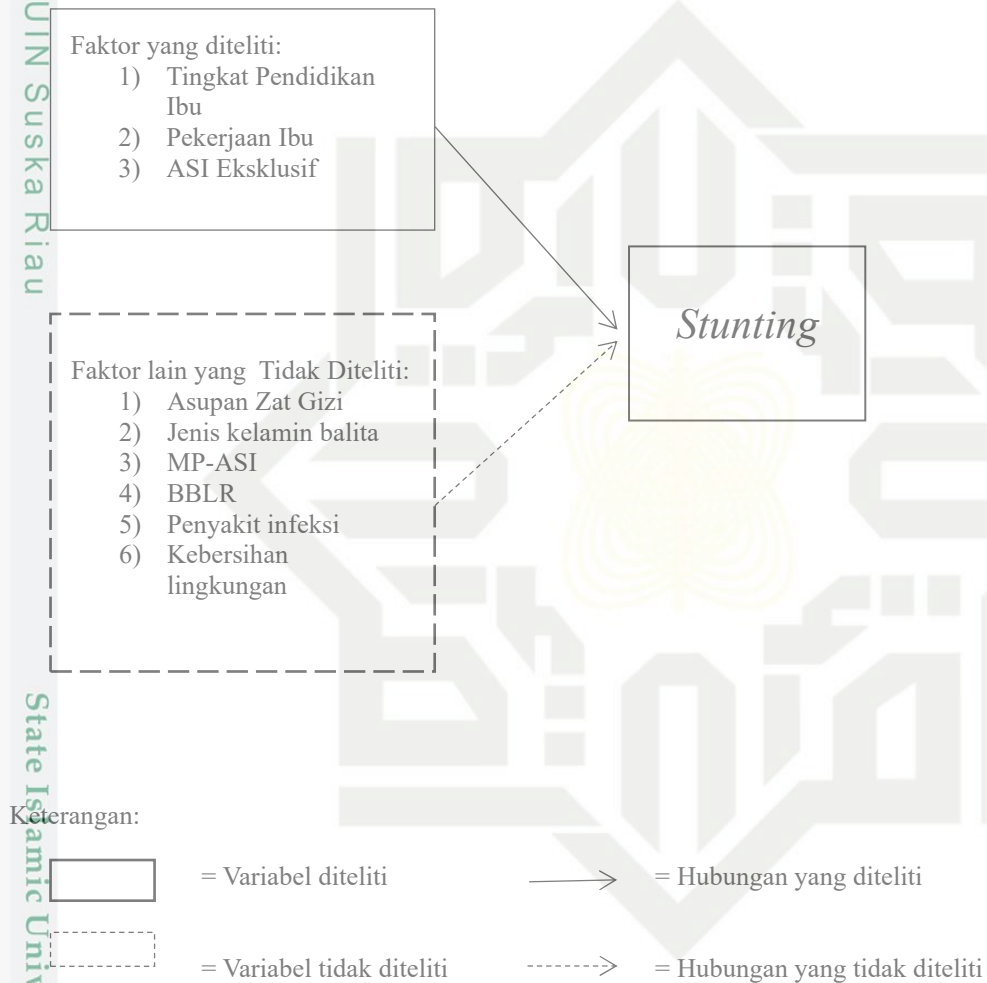 UIN Suska Riau
Faktor yang diteliti:
1) Tingkat Pendidikan
Ibu
2) Pekerjaan Ibu
3) ASI Eksklusif
Stunting
Faktor lain yang Tidak Diteliti:
1) Asupan Zat Gizi
2) Jenis kelamin balita
3) MP-ASI
4) BBLR
5) Penyakit infeksi
6) Kebersihan
lingkungan
State Islamic
Keterangan:
= Variabel diteliti
= Hubungan yang diteliti
= Variabel tidak diteliti
= Hubungan yang tidak diteliti